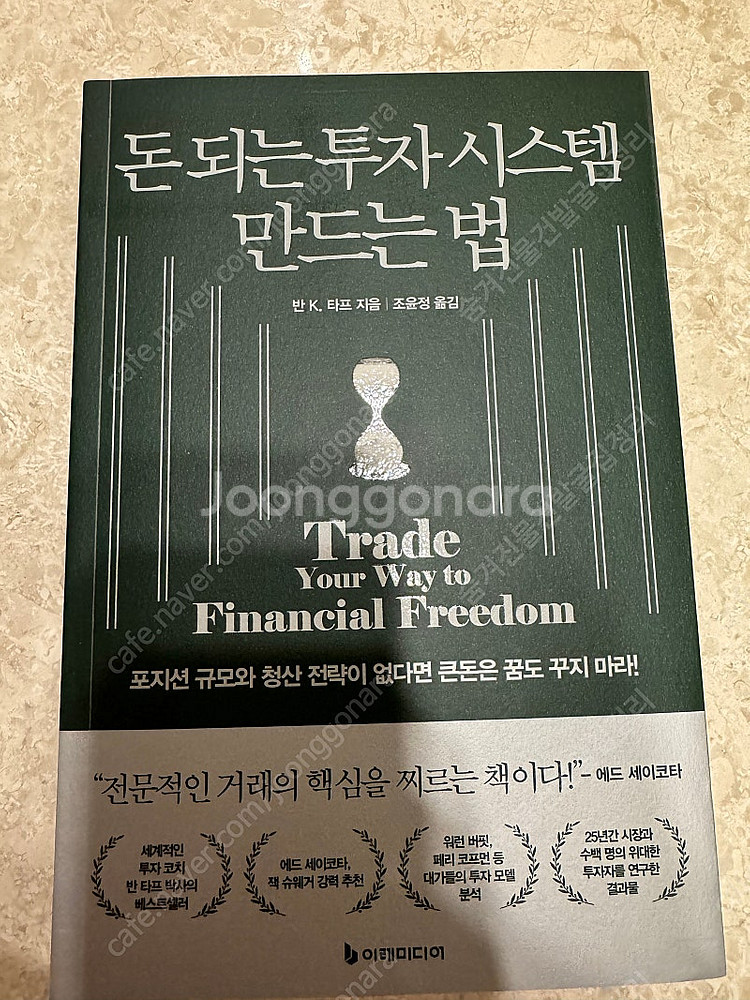 돈 되는 투자 시스템
만드는 법
반 K. 타프 지음 | 조윤정 옮김
Joonggonara
Trade
Your Way to
Financial Freedom
포지션 규모와 청산 전략이 없다면 큰돈은 꿈도 꾸지 마라!
“전문적인 거래의 핵심을 찌르는 책이다!”- 에드 세이코타
세계적인
투자 코치
반 타프 박사의
베스트셀러
에드 세이코타,
잭 슈웨거 강력 추천
워런 버핏,
페리 코프먼 등
대가들의 투자 모델
분석
25년간 시장과
수백 명의 위대한
투자자를 연구한
결과물
이레미디어
cafe.naver.com/joonggonara